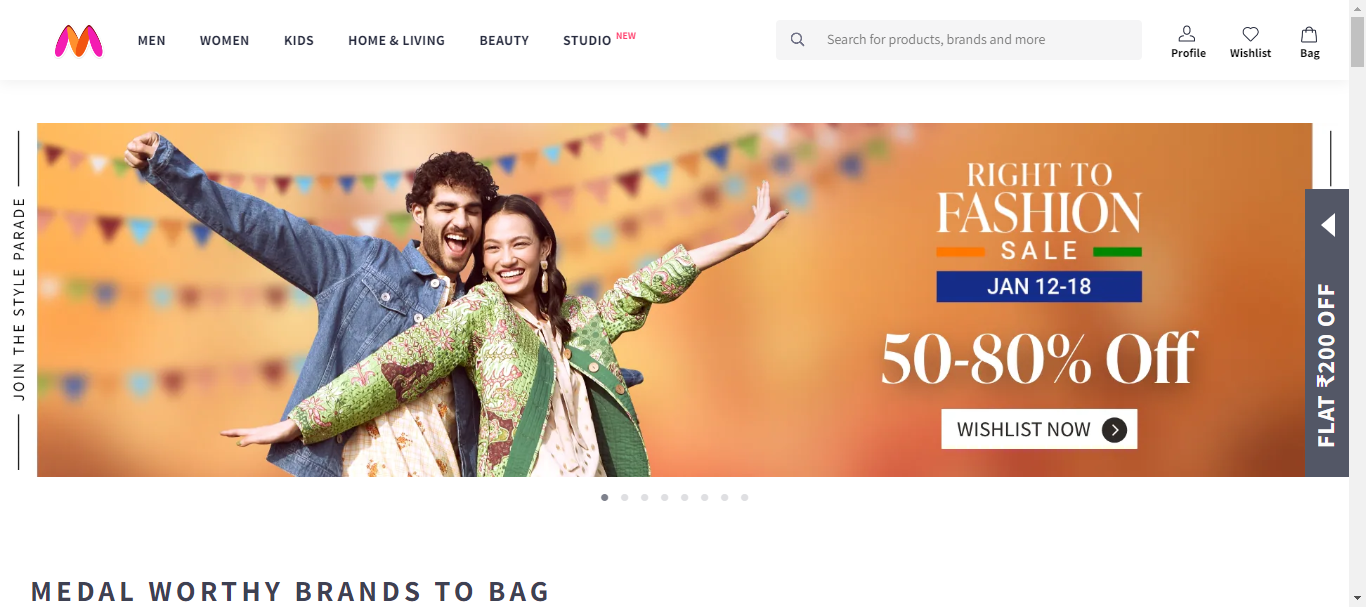 MEN
WOMEN
KIDS
HOME & LIVING
BEAUTY
STUDIO NEW
Search for products, brands and more
Profile
Wishlist
Bag
JOIN THE STYLE PARADE
RIGHT TO
FASHION
SALE
JAN 12-18
50-80% Off
WISHLIST NOW
FLAT ₹200 OFF
MEDAL WORTHY BRANDS TO BAG